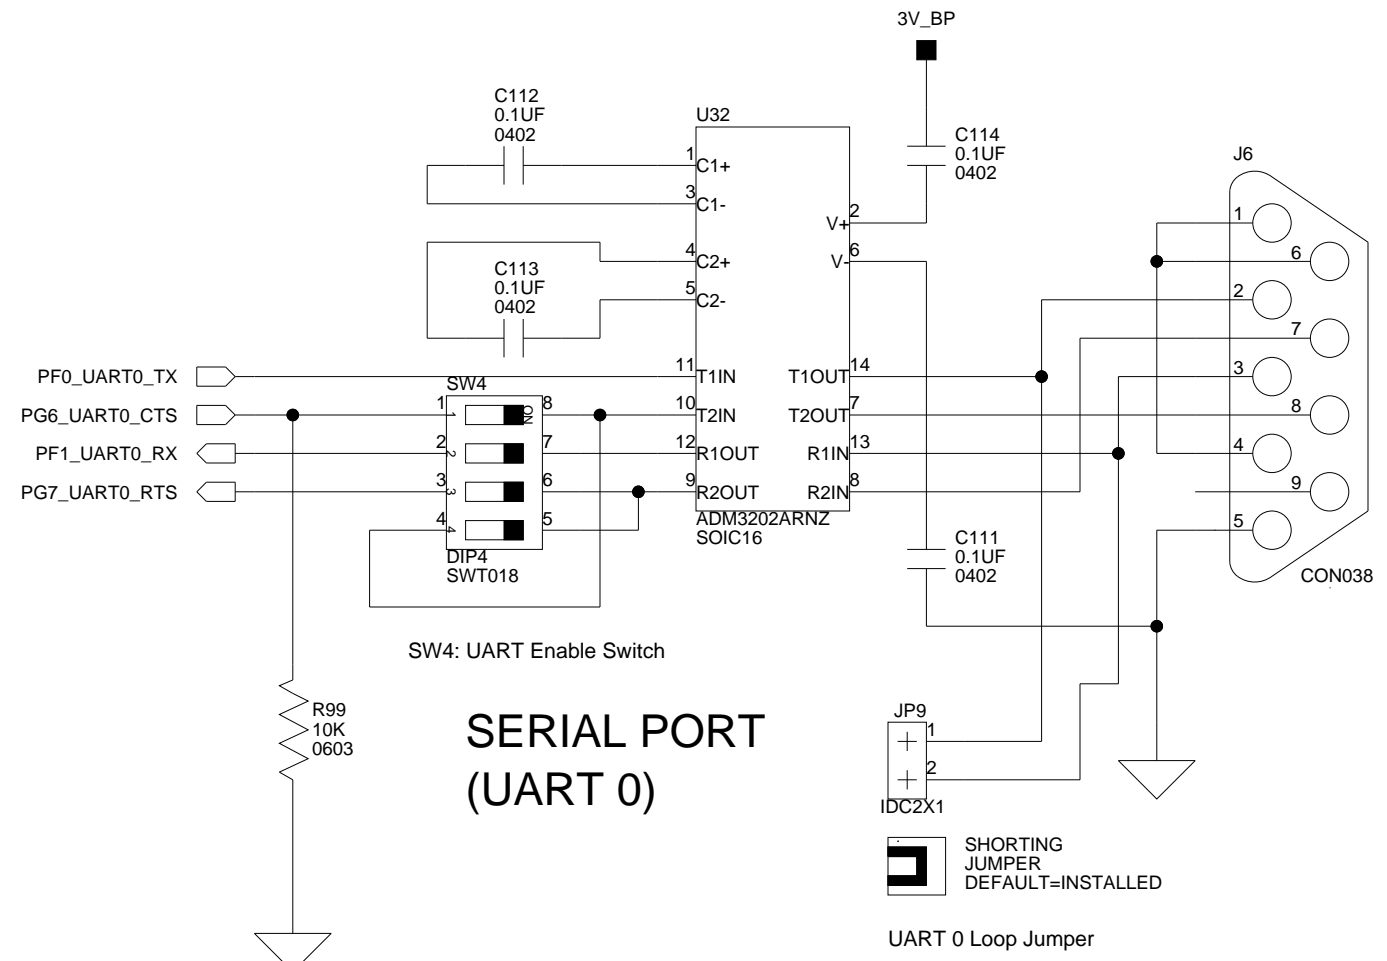 3V_BP
C112
0.1UF
0402
U32
C114
0.1UF
0402
J6
1
C1+
3
C1-
2
V+
1
4
C2+
6
V-
6
C113
0.1UF
0402
5
C2-
2
7
PF0_UART0_TX
11
T1IN
T1OUT
14
3
SW4
PG6_UART0_CTS
1
1
ON
8
10
T2IN
T2OUT
7
8
PF1_UART0_RX
2
2
7
12
R1OUT
R1IN
13
4
PG7_UART0_RTS
3
3
6
9
R2OUT
R2IN
8
9
4
4
5
ADM3202ARNZ
SOIC16
5
DIP4
SWT018
C111
0.1UF
0402
CON038
SW4: UART Enable Switch
R99
10K
0603
SERIAL PORT
(UART 0)
JP9
1
2
IDC2X1
SHORTING
JUMPER
DEFAULT=INSTALLED
UART 0 Loop Jumper